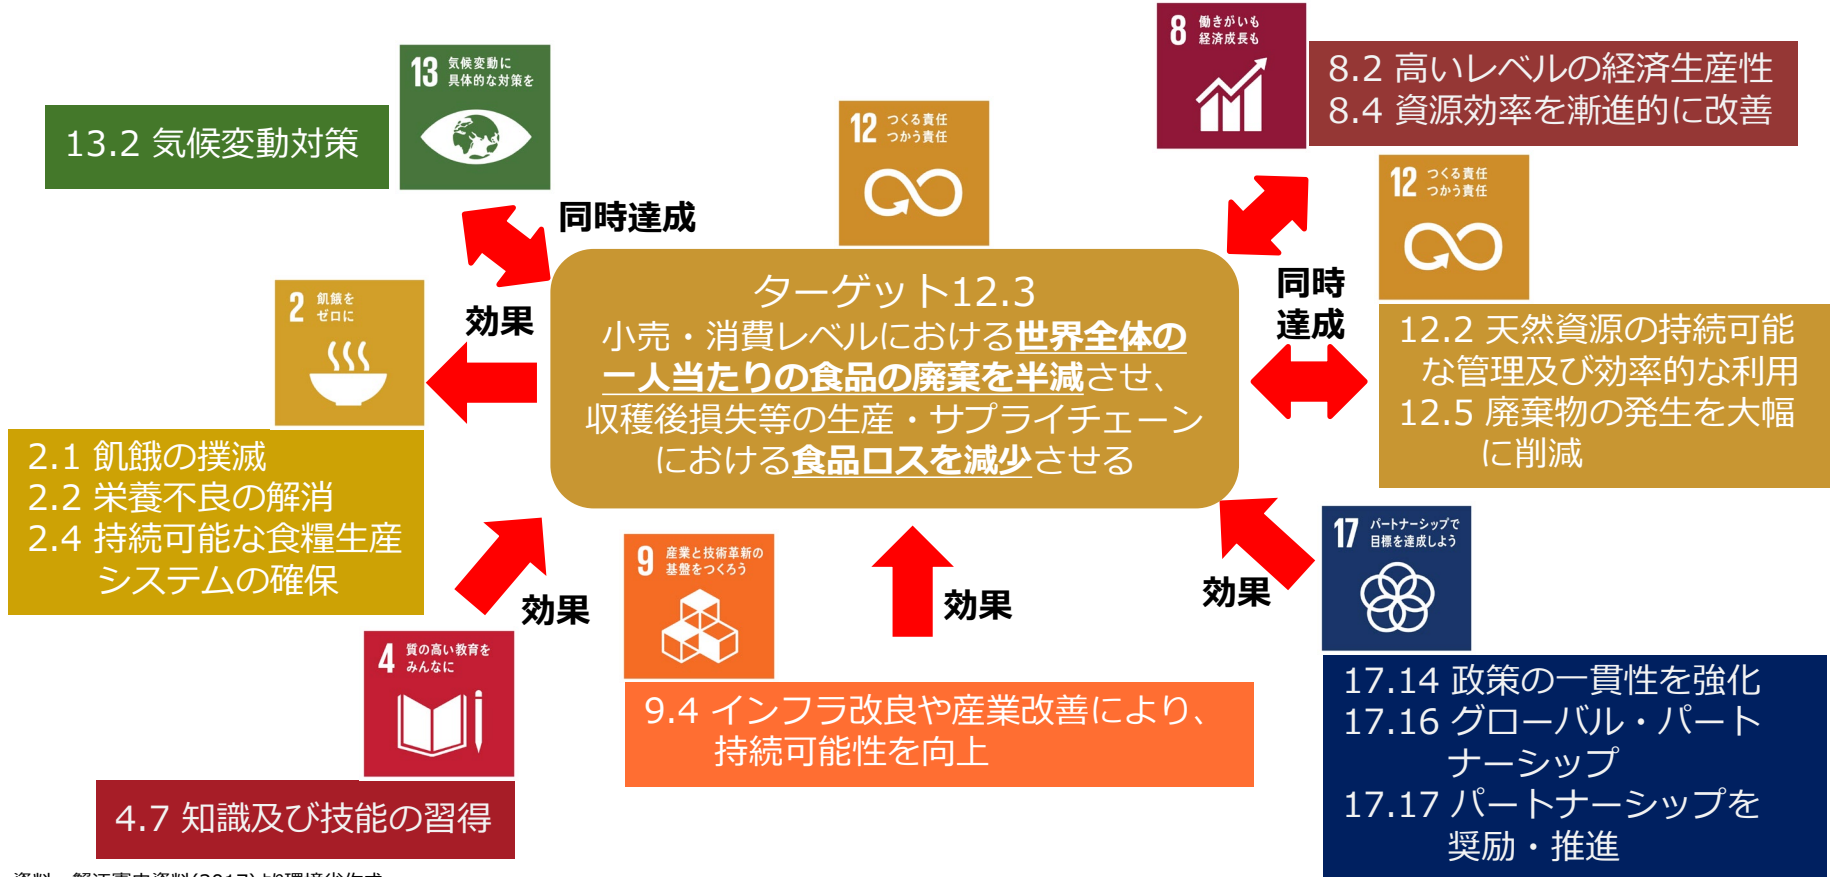 13 気候変動に
具体的な対策を
13.2 気候変動対策
12 つくる責任
つかう責任
8 働きがいも
経済成長も
8.2 高いレベルの経済生産性
8.4 資源効率を漸進的に改善
同時達成
12 つくる責任
つかう責任
同時
達成
2 飢餓を
ゼロに
効果
ターゲット12.3
小売・消費レベルにおける世界全体の
一人当たりの食品の廃棄を半減させ、
収穫後損失等の生産・サプライチェーン
における食品ロスを減少させる
12.2 天然資源の持続可能
な管理及び効率的な利用
12.5 廃棄物の発生を大幅
に削減
2.1 飢餓の撲滅
2.2 栄養不良の解消
2.4 持続可能な食糧生産
システムの確保
効果
4 質の高い教育を
みんなに
4.7 知識及び技能の習得
9 産業と技術革新の
基盤をつくろう
効果
9.4 インフラ改良や産業改善により、
持続可能性を向上
効果
17 パートナーシップで
目標を達成しよう
17.14 政策の一貫性を強化
17.16 グローバル・パート
ナーシップ
17.17 パートナーシップを
奨励・推進